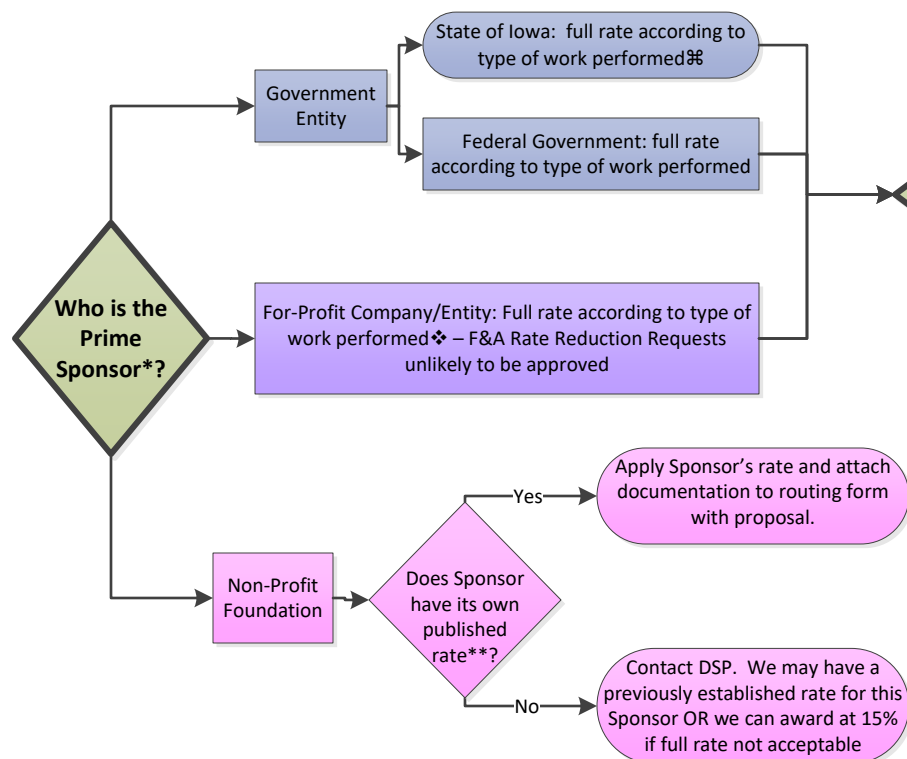 State of Iowa:  full rate according to
type of work performed⌘
Government
Entity
Federal Government: full rate
according to type of work performed
Who is the
Prime
Sponsor*?
For-Profit Company/Entity: Full rate according to type of
work performed❖ – F&A Rate Reduction Requests
unlikely to be approved
Apply Sponsor’s rate and attach
documentation to routing form
with proposal.
Yes
Non-Profit
Foundation
Does Sponsor
have its own
published
rate**?
No
Contact DSP.  We may have a
previously established rate for this
Sponsor OR we can award at 15%
if full rate not acceptable